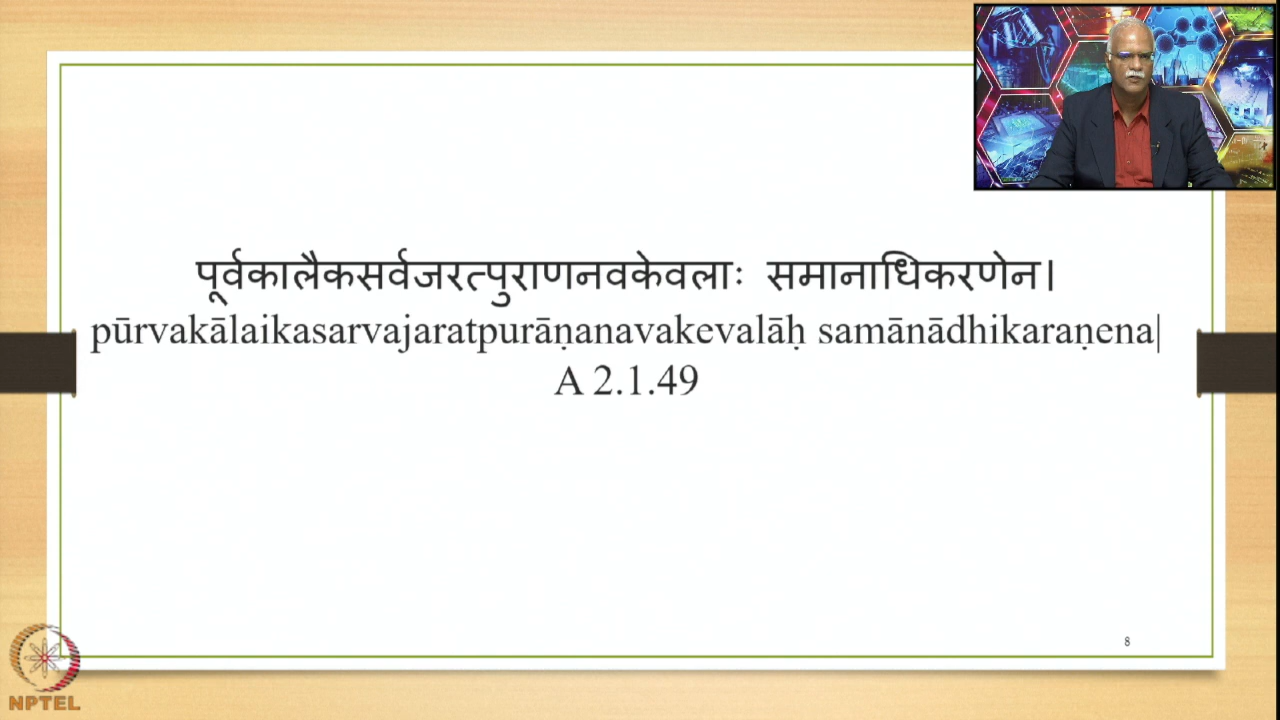 पूर्वकालैकसर्वजरत्पुराणनवकेवलाः समानाधिकरणेन।
pūrvakālaikasarvajaratpurāṇanavakevalāḥ samānādhikaraṇena|
A 2.1.49
8
NPTEL